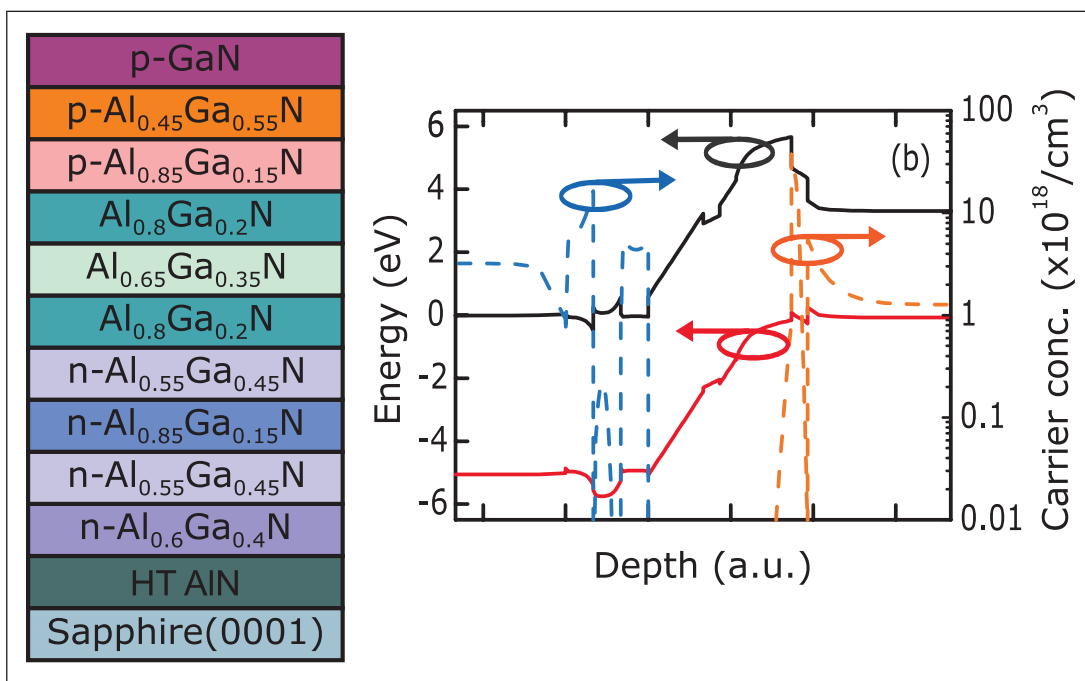 p-GaN
p-Al0.45Ga0.55N
p-Al0.85Ga0.15N
Al0.8Ga0.2N
Al0.65Ga0.35N
Al0.8Ga0.2N
n-Al0.55Ga0.45N
n-Al0.85Ga0.15N
n-Al0.55Ga0.45N
n-Al0.6Ga0.4N
HT AlN
Sapphire(0001)
Energy (eV)
6
4
2
0
-2
-4
-6
(b)
Depth (a.u.)
100
10
1
0.1
0.01
Carrier conc. (x10^18/cm^3)